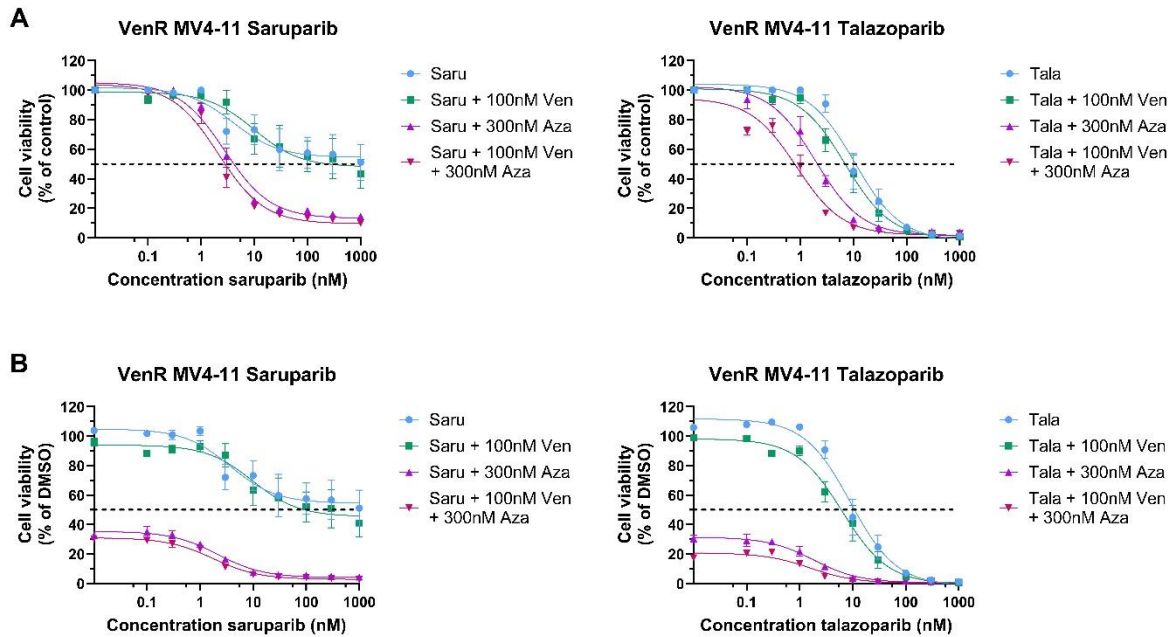 A
VenR MV4-11 Saruparib
Cell viability
(% of control)
120
100
80
60
40
20
0
0.1
1
10
100
1000
Concentration saruparib (nM)
Saru
Saru + 100nM Ven
Saru + 300nM Aza
Saru + 100nM Ven
+ 300nM Aza
VenR MV4-11 Talazoparib
Cell viability
(% of control)
120
100
80
60
40
20
0
0.1
1
10
100
1000
Concentration talazoparib (nM)
Tala
Tala + 100nM Ven
Tala + 300nM Aza
Tala + 100nM Ven
+ 300nM Aza
B
VenR MV4-11 Saruparib
Cell viability
(% of DMSO)
120
100
80
60
40
20
0
0.1
1
10
100
1000
Concentration saruparib (nM)
Saru
Saru + 100nM Ven
Saru + 300nM Aza
Saru + 100nM Ven
+ 300nM Aza
VenR MV4-11 Talazoparib
Cell viability
(% of DMSO)
120
100
80
60
40
20
0
0.1
1
10
100
1000
Concentration talazoparib (nM)
Tala
Tala + 100nM Ven
Tala + 300nM Aza
Tala + 100nM Ven
+ 300nM Aza